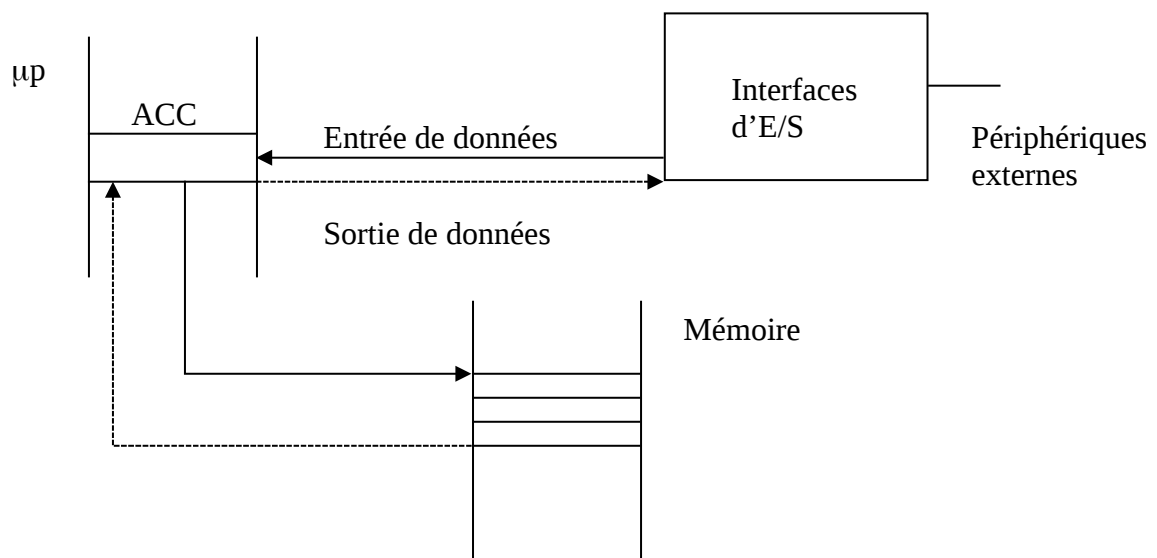 μp
ACC
Interfaces
d’E/S
Entrée de données
Périphériques
externes
Sortie de données
Mémoire